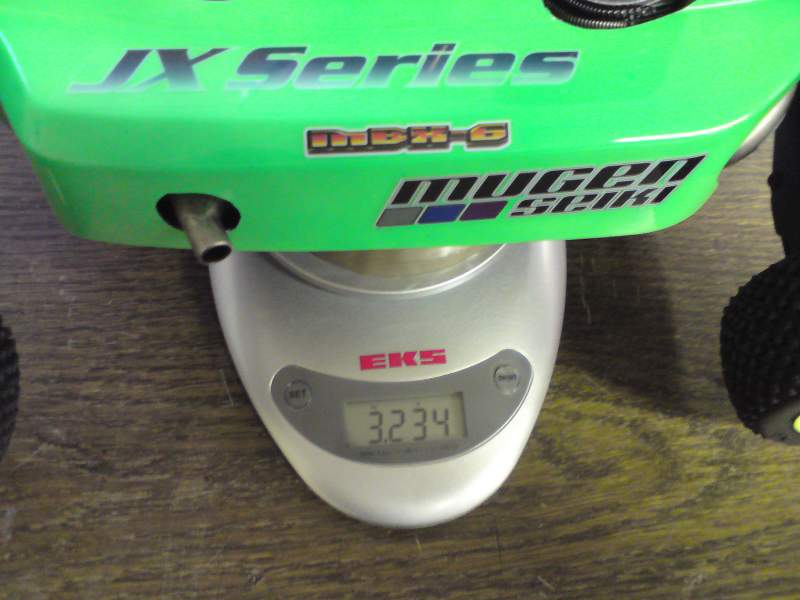 JX Series
MBX-6
MUGEN
SEIKI
EKS
SET
3.234